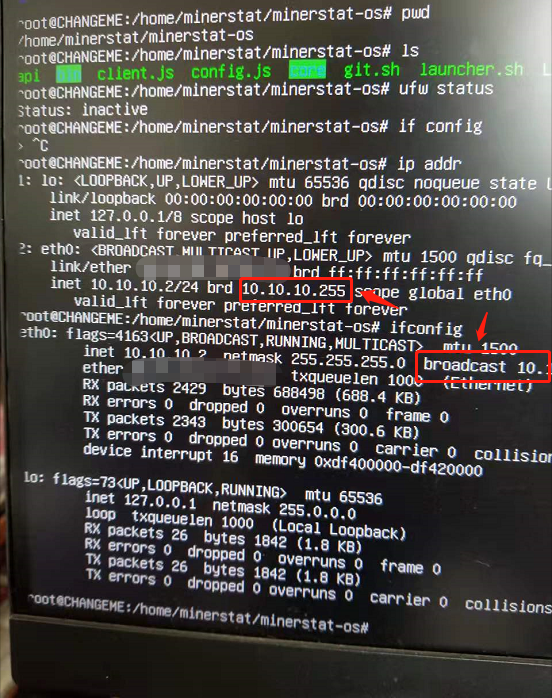 root@CHANGEME:/home/minerstat/minerstat-os# pwd
/home/minerstat/minerstat-os
root@CHANGEME:/home/minerstat/minerstat-os# ls
api bin client.js config.js core git.sh launcher.sh L
root@CHANGEME:/home/minerstat/minerstat-os# ufw status
Status: inactive
root@CHANGEME:/home/minerstat/minerstat-os# if config
> ^C
root@CHANGEME:/home/minerstat/minerstat-os# ip addr
1: lo: <LOOPBACK,UP,LOWER_UP> mtu 65536 qdisc noqueue state U
link/loopback 00:00:00:00:00:00 brd 00:00:00:00:00:00
inet 127.0.0.1/8 scope host lo
valid_lft forever preferred_lft forever
2: eth0: <BROADCAST,MULTICAST,UP,LOWER_UP> mtu 1500 qdisc fq_
link/ether brd ff:ff:ff:ff:ff:ff
inet 10.10.10.2/24 brd 10.10.10.255 scope global eth0
valid_lft forever preferred_lft forever
root@CHANGEME:/home/minerstat/minerstat-os# ifconfig
eth0: flags=4163<UP,BROADCAST,RUNNING,MULTICAST> mtu 1500
inet 10.10.10.2 netmask 255.255.255.0 broadcast 10.1
ether txqueuelen 1000 (Ethernet)
RX packets 2429 bytes 688498 (688.4 KB)
RX errors 0 dropped 0 overruns 0 frame 0
TX packets 2343 bytes 300654 (300.6 KB)
TX errors 0 dropped 0 overruns 0 carrier 0 collision
device interrupt 16 memory 0xdf400000-df420000
lo: flags=73<UP,LOOPBACK,RUNNING> mtu 65536
inet 127.0.0.1 netmask 255.0.0.0
loop txqueuelen 1000 (Local Loopback)
RX packets 26 bytes 1842 (1.8 KB)
RX errors 0 dropped 0 overruns 0 frame 0
TX packets 26 bytes 1842 (1.8 KB)
TX errors 0 dropped 0 overruns 0 carrier 0 collisions
root@CHANGEME:/home/minerstat/minerstat-os#